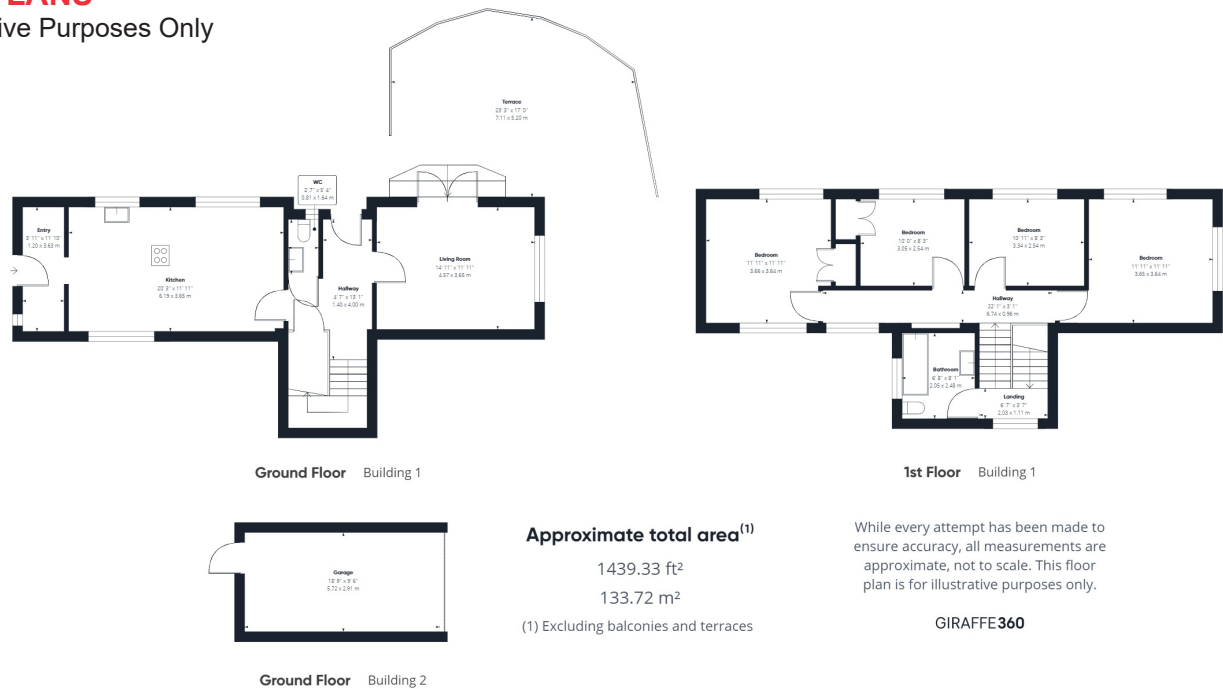 PLANS
ive Purposes Only
Terrace
23' 3" x 17' 0"
7.11 x 5.20 m
WC
2' 7" x 5' 4"
0.81 x 1.64 m
Entry
3' 11" x 11' 10"
1.20 x 3.63 m
Kitchen
20' 3" x 11' 11"
6.19 x 3.65 m
Hallway
4' 7" x 13' 1"
1.40 x 4.00 m
Living Room
14' 11" x 11' 11"
4.57 x 3.65 m
Bedroom
11' 11" x 11' 11"
3.66 x 3.64 m
Bedroom
10' 0" x 8' 3"
3.05 x 2.54 m
Bedroom
10' 11" x 8' 3"
3.34 x 2.54 m
Bedroom
11' 11" x 11' 11"
3.65 x 3.64 m
Hallway
22' 1" x 3' 1"
6.74 x 0.96 m
Bathroom
6' 8" x 8' 1"
2.05 x 2.48 m
Landing
6' 7" x 3' 7"
2.03 x 1.11 m
Ground Floor Building 1
1st Floor Building 1
Garage
18' 9" x 9' 6"
5.72 x 2.91 m
Ground Floor Building 2
Approximate total area(1)
1439.33 ft²
133.72 m²
(1) Excluding balconies and terraces
While every attempt has been made to
ensure accuracy, all measurements are
approximate, not to scale. This floor
plan is for illustrative purposes only.
GIRAFFE360